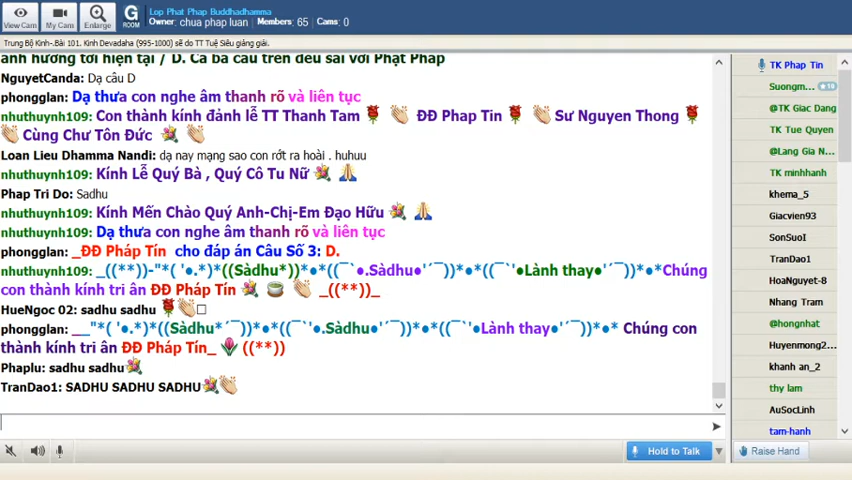 View Cam
My Cam
Enlarge
G
ROOM
Lop Phat Phap Buddhadhamma
Owner: chua phap luan Members: 65 Cams: 0
Trung Bộ Kinh-.Bài 101. Kinh Devadaha (995-1000) sẽ do TT Tuệ Siêu giảng giải.
ảnh hưởng tới hiện tại / D. Cả ba câu trên đều sai với Phật Pháp
NguyetCanda: Dạ câu D
phongglan: Dạ thưa con nghe âm thanh rõ và liên tục
nhuthuynh109: Con thành kính đảnh lễ TT Thanh Tam 🌹 👏 ĐĐ Phap Tin 🌹 👏 Sư Nguyen Thong 🌹
👏 Cùng Chư Tôn Đức 💐 👏
Loan Lieu Dhamma Nandi: dạ nay mạng sao con rớt ra hoài . huhuu
nhuthuynh109: Kính Lễ Quý Bà , Quý Cô Tu Nữ 💐 🙏
Phap Tri Do: Sadhu
nhuthuynh109: Kính Mến Chào Quý Anh-Chị-Em Đạo Hữu 💐 🙏
nhuthuynh109: Dạ thưa con nghe âm thanh rõ và liên tục
phongglan: _ĐĐ Pháp Tín cho đáp án Câu Số 3: D.
nhuthuynh109: _((**))-"*( '●.*)*((Sàdhu*))*●*((¯`●.Sàdhu●'´¯))*●*((¯`'●Lành thay●'´¯))*●*Chúng
con thành kính tri ân ĐĐ Pháp Tín 💐 🍵 👏 _((**))_
HueNgoc 02: sadhu sadhu 🌹👏□
phongglan: __"*( '●.*)*((Sàdhu*´¯))*●*((¯`●.Sàdhu●'´¯))*●*((¯`'●Lành thay●'´¯))*●* Chúng con
thành kính tri ân ĐĐ Pháp Tín_ 🌷 ((**))
Phaplu: sadhu sadhu💐
TranDao1: SADHU SADHU SADHU💐👏
TK Phap Tin
Suongm...
10
@TK Giac Dang
TK Tue Quyen
@Lang Gia N...
TK minhhanh
khema_5
Giacvien93
SonSuoI
TranDao1
HoaNguyet-8
Nhang Tram
@hongnhat
Huyenmong2...
khanh an_2
thy lam
AuSocLinh
tam-hanh
Hold to Talk
Raise Hand